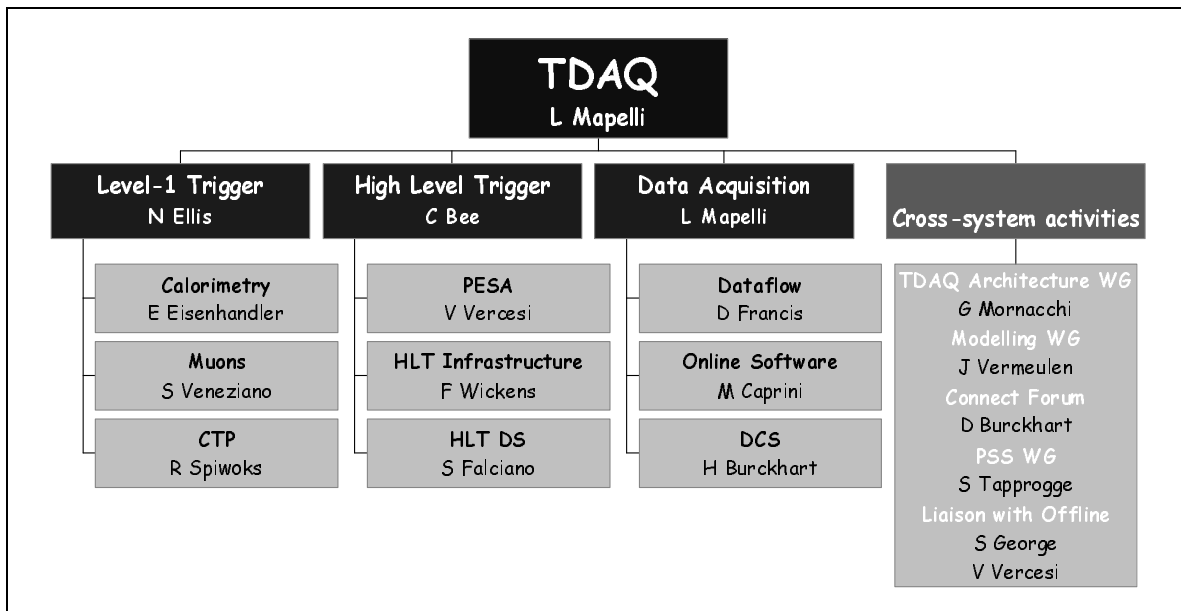 TDAQ
L Mapelli
Level-1 Trigger
N Ellis
High Level Trigger
C Bee
Data Acquisition
L Mapelli
Cross-system activities
Calorimetry
E Eisenhandler
Muons
S Veneziano
CTP
R Spiwoks
PESA
V Vercesi
HLT Infrastructure
F Wickens
HLT DS
S Falciano
Dataflow
D Francis
Online Software
M Caprini
DCS
H Burckhart
TDAQ Architecture WG
G Mornacchi
Modelling WG
J Vermeulen
Connect Forum
D Burckhart
PSS WG
S Tapprogge
Liaison with Offline
S George
V Vercesi